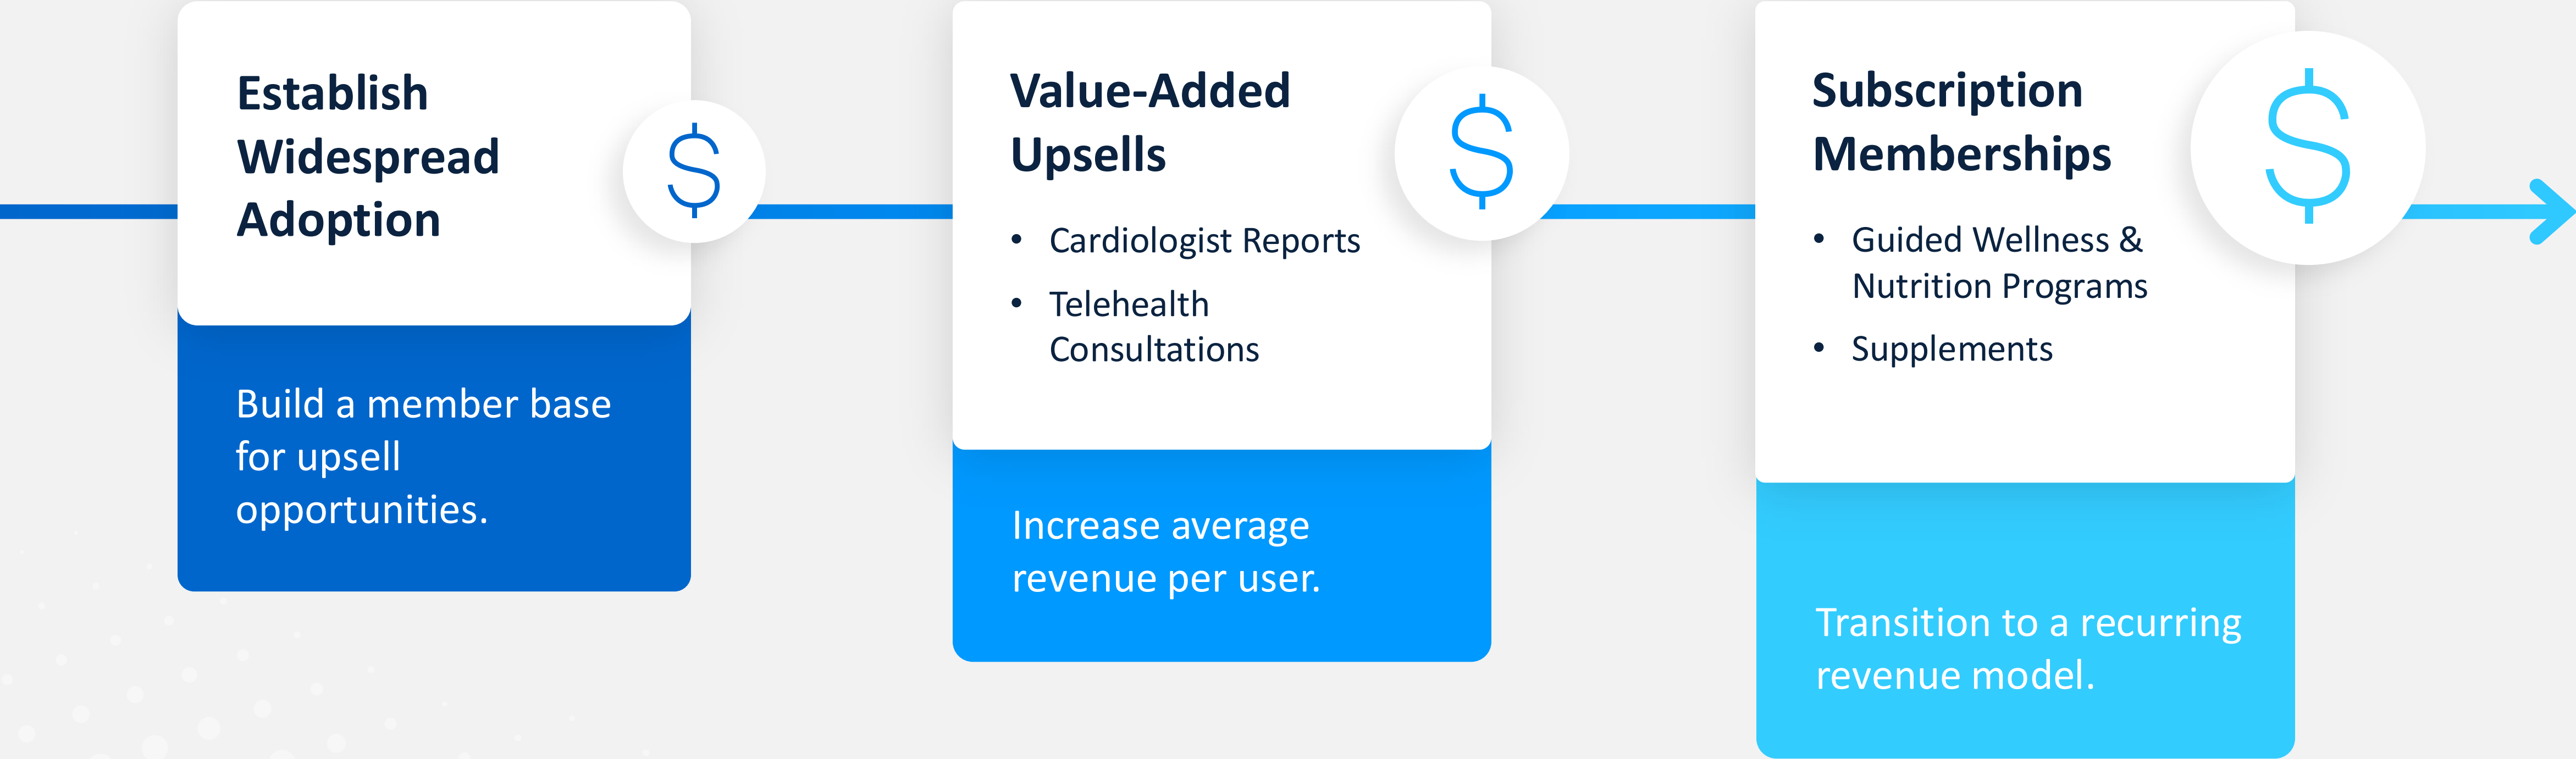 Establish
Widespread
Adoption
$
Build a member base
for upsell
opportunities.
Value-Added
Upsells
$
• Cardiologist Reports
• Telehealth
Consultations
Increase average
revenue per user.
Subscription
Memberships
$
• Guided Wellness &
Nutrition Programs
• Supplements
Transition to a recurring
revenue model.